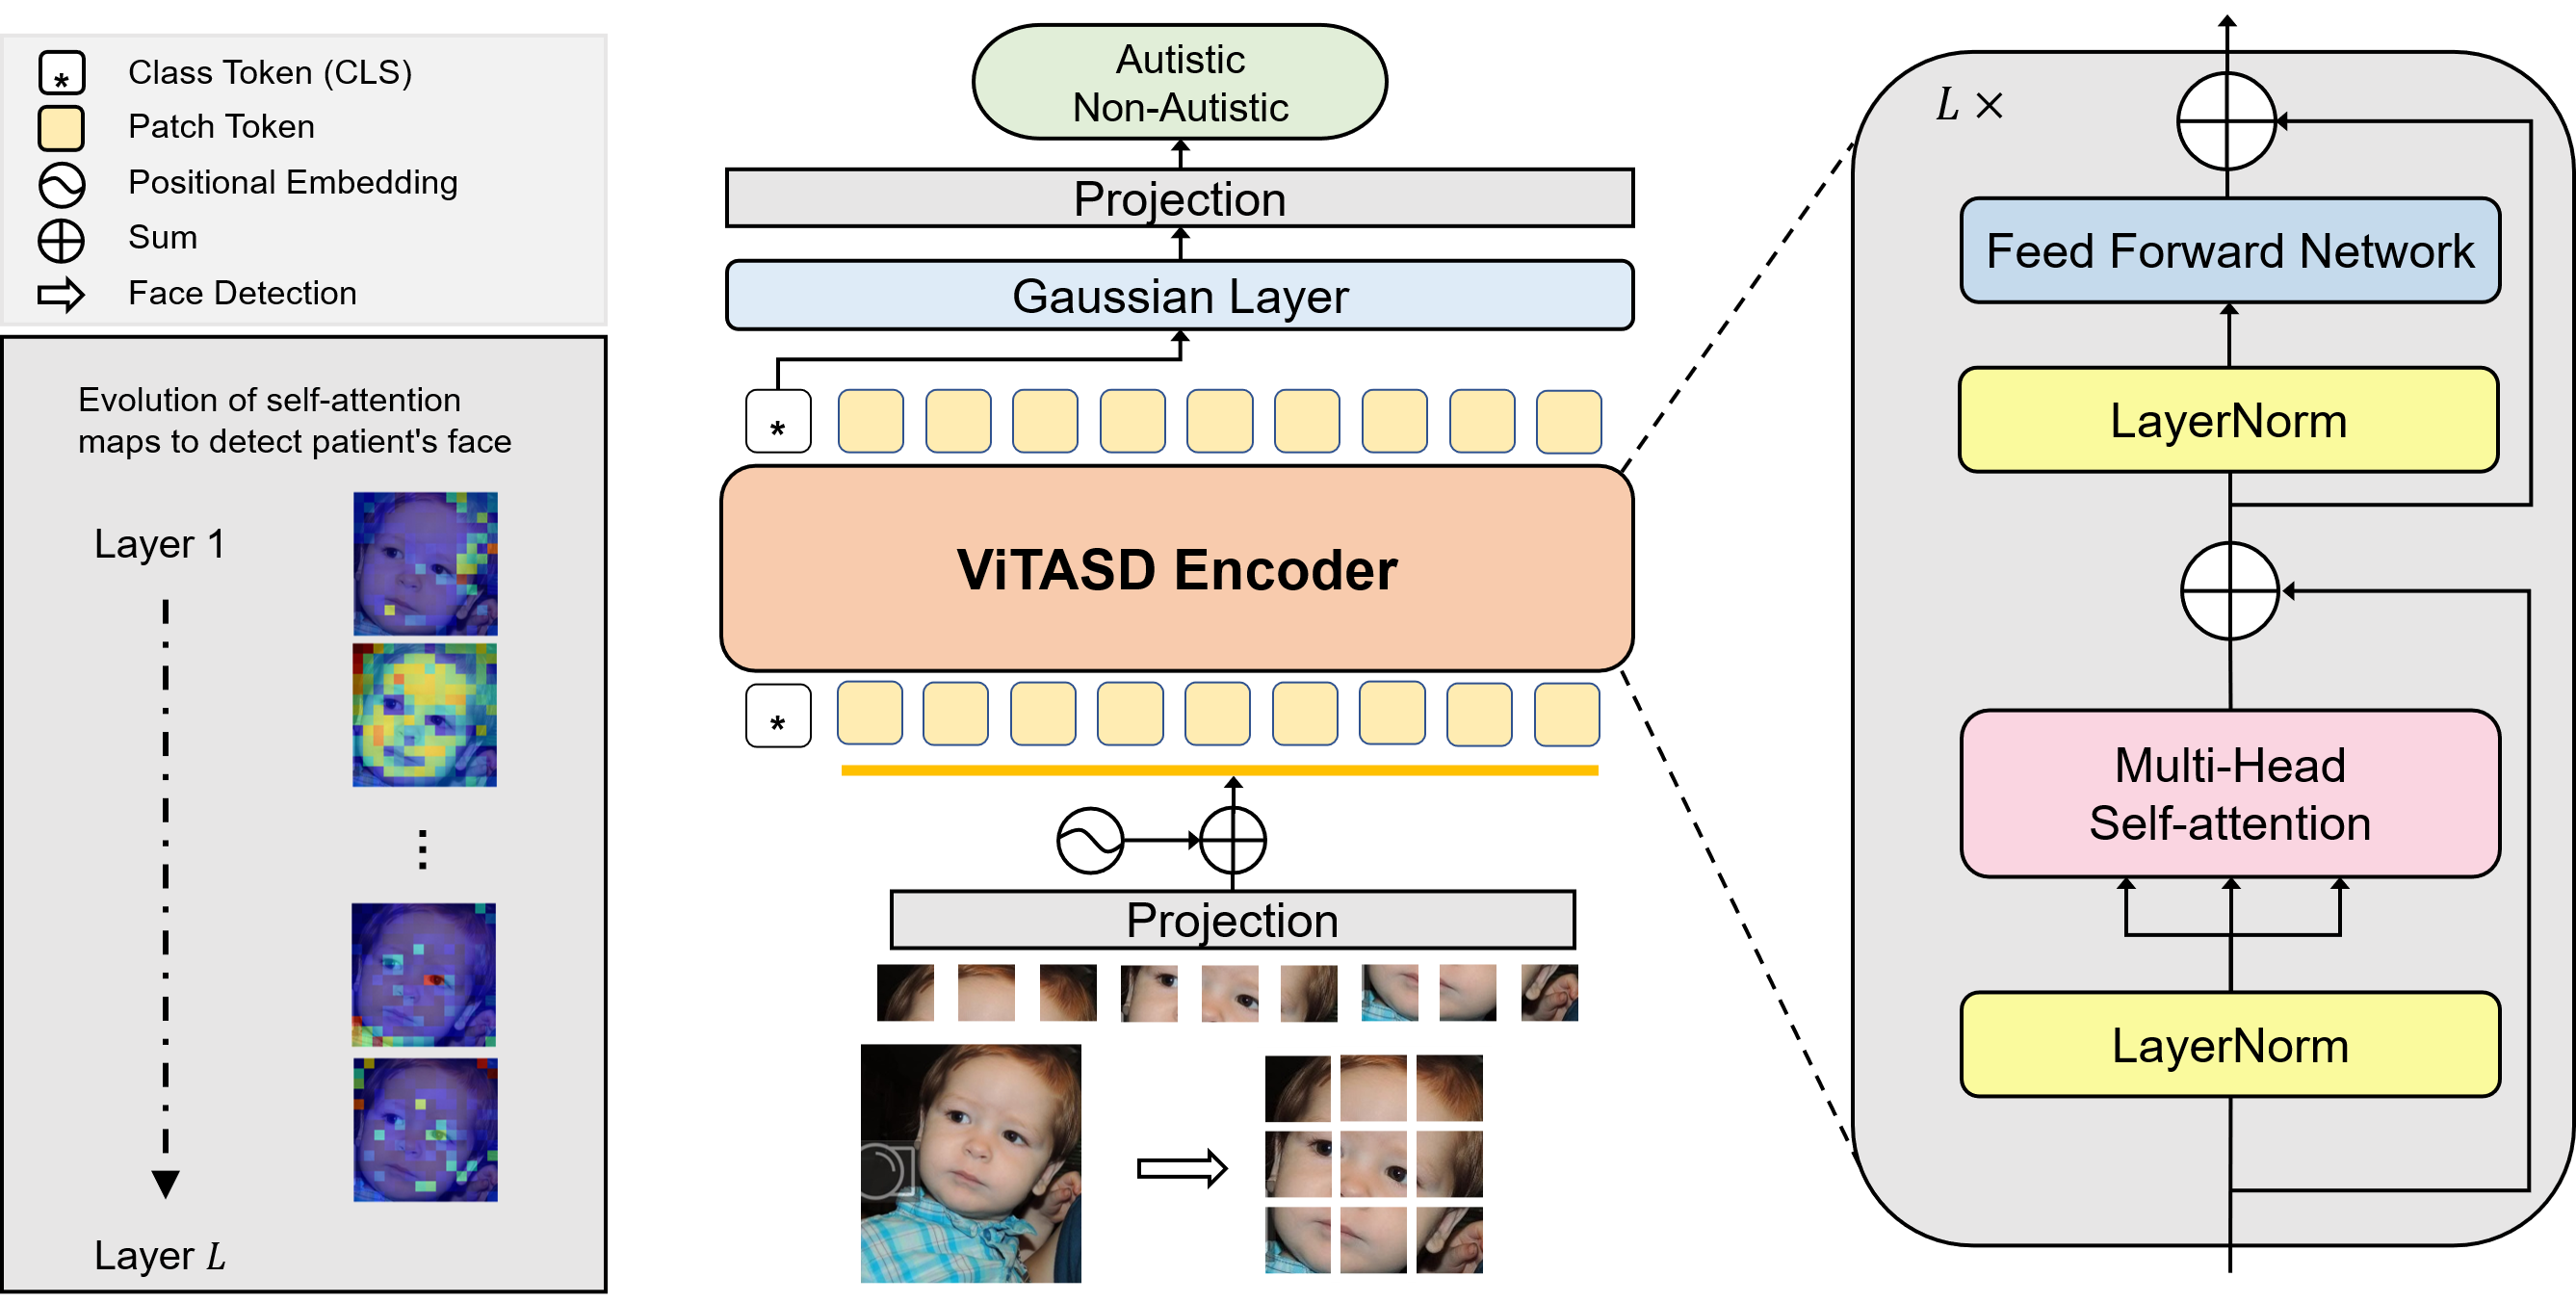 * Class Token (CLS)
Patch Token
Positional Embedding
Sum
Face Detection
Evolution of self-attention
maps to detect patient's face
Layer 1
⋮
Layer L
Autistic
Non-Autistic
Projection
Gaussian Layer
*
ViTASD Encoder
*
Projection
L ×
Feed Forward Network
LayerNorm
Multi-Head
Self-attention
LayerNorm